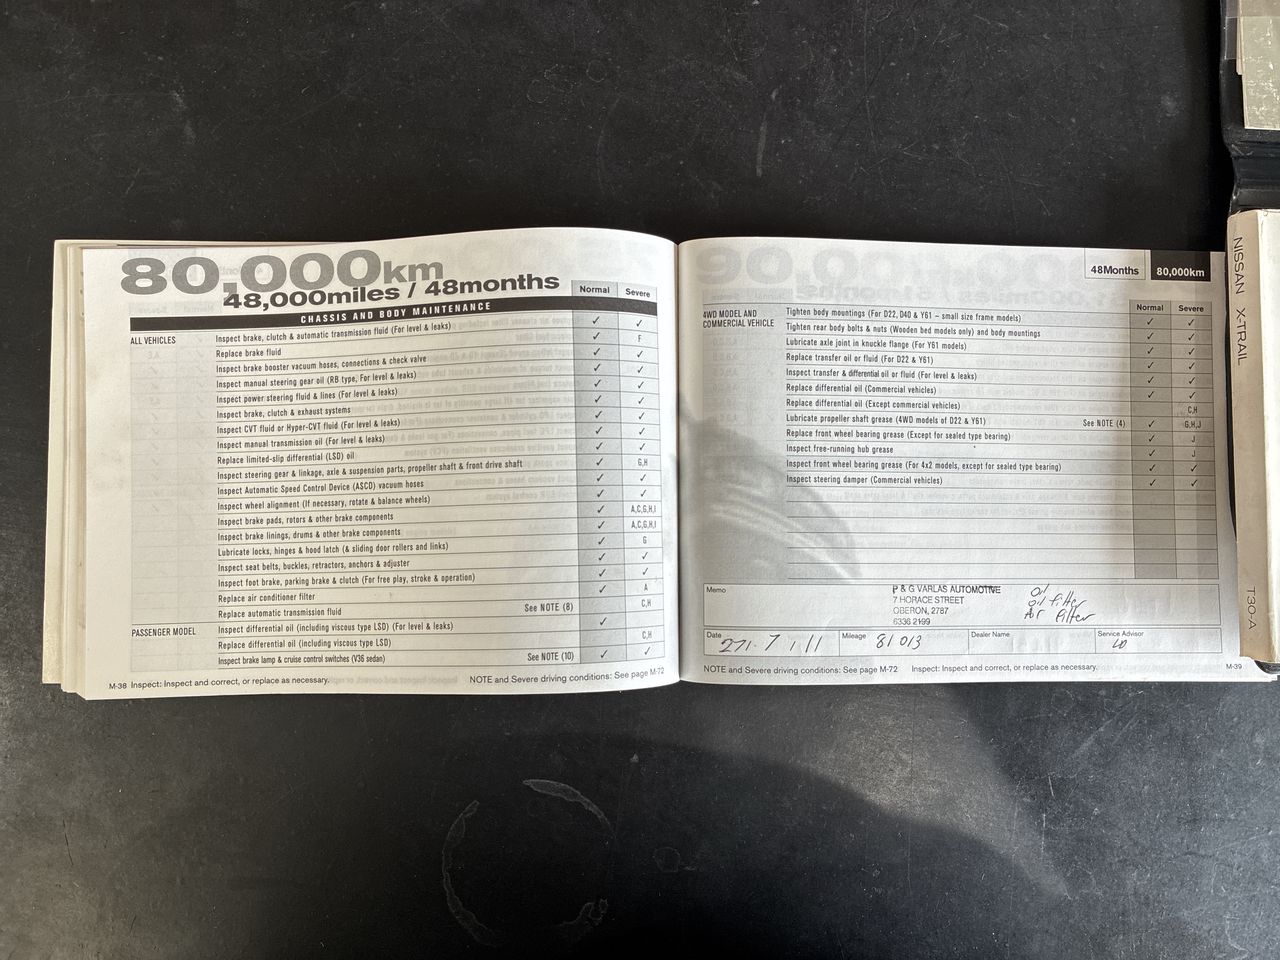 80,000km
48,000miles / 48months
Normal Severe
CHASSIS AND BODY MAINTENANCE
ALL VEHICLES
Inspect brake, clutch & automatic transmission fluid (For level & leaks) ✓ ✓
Replace brake fluid ✓ F
Inspect brake booster vacuum hoses, connections & check valve ✓ ✓
Inspect manual steering gear oil (RB type, For level & leaks) ✓ ✓
Inspect power steering fluid & lines (For level & leaks) ✓ ✓
Inspect brake, clutch & exhaust systems ✓ ✓
Inspect CVT fluid or Hyper-CVT fluid (For level & leaks) ✓ ✓
Inspect manual transmission oil (For level & leaks) ✓ ✓
Replace limited-slip differential (LSD) oil ✓ ✓
Inspect steering gear & linkage, axle & suspension parts, propeller shaft & front drive shaft ✓ G,H
Inspect Automatic Speed Control Device (ASCD) vacuum hoses ✓ ✓
Inspect wheel alignment (If necessary, rotate & balance wheels) ✓ ✓
Inspect brake pads, rotors & other brake components ✓ A,C,G,H,I
Inspect brake linings, drums & other brake components ✓ A,C,G,H,I
Lubricate locks, hinges & hood latch (& sliding door rollers and links) ✓ G
Inspect seat belts, buckles, retractors, anchors & adjuster ✓ ✓
Inspect foot brake, parking brake & clutch (For free play, stroke & operation) ✓ ✓
Replace air conditioner filter ✓ A
Replace automatic transmission fluid See NOTE (8) C,H
PASSENGER MODEL
Inspect differential oil (including viscous type LSD) (For level & leaks) ✓
Replace differential oil (including viscous type LSD) C,H
Inspect brake lamp & cruise control switches (V36 sedan) See NOTE (10) ✓ ✓
M-38 Inspect: Inspect and correct, or replace as necessary. NOTE and Severe driving conditions: See page M-72
48Months 80,000km
Normal Severe
4WD MODEL AND
COMMERCIAL VEHICLE
Tighten body mountings (For D22, D40 & Y61 - small size frame models) ✓ ✓
Tighten rear body bolts & nuts (Wooden bed models only) and body mountings ✓ ✓
Lubricate axle joint in knuckle flange (For Y61 models) ✓ ✓
Replace transfer oil or fluid (For D22 & Y61) ✓ ✓
Inspect transfer & differential oil or fluid (For level & leaks) ✓ ✓
Replace differential oil (Commercial vehicles) ✓ ✓
Replace differential oil (Except commercial vehicles) C,H
Lubricate propeller shaft grease (4WD models of D22 & Y61) See NOTE (4) ✓ G,H,J
Replace front wheel bearing grease (Except for sealed type bearing) ✓ J
Inspect free-running hub grease ✓ J
Inspect front wheel bearing grease (For 4x2 models, except for sealed type bearing) ✓ ✓
Inspect steering damper (Commercial vehicles) ✓ ✓
Memo
P & G VARLAS AUTOMOTIVE
7 HORACE STREET
OBERON, 2787
6336 2199
Oil
oil filter
Air filter
Date 27 / 7 / 11 Mileage 81 013 Dealer Name Service Advisor
NOTE and Severe driving conditions: See page M-72 Inspect: Inspect and correct, or replace as necessary. M-39
NISSAN X-TRAIL
T30-A